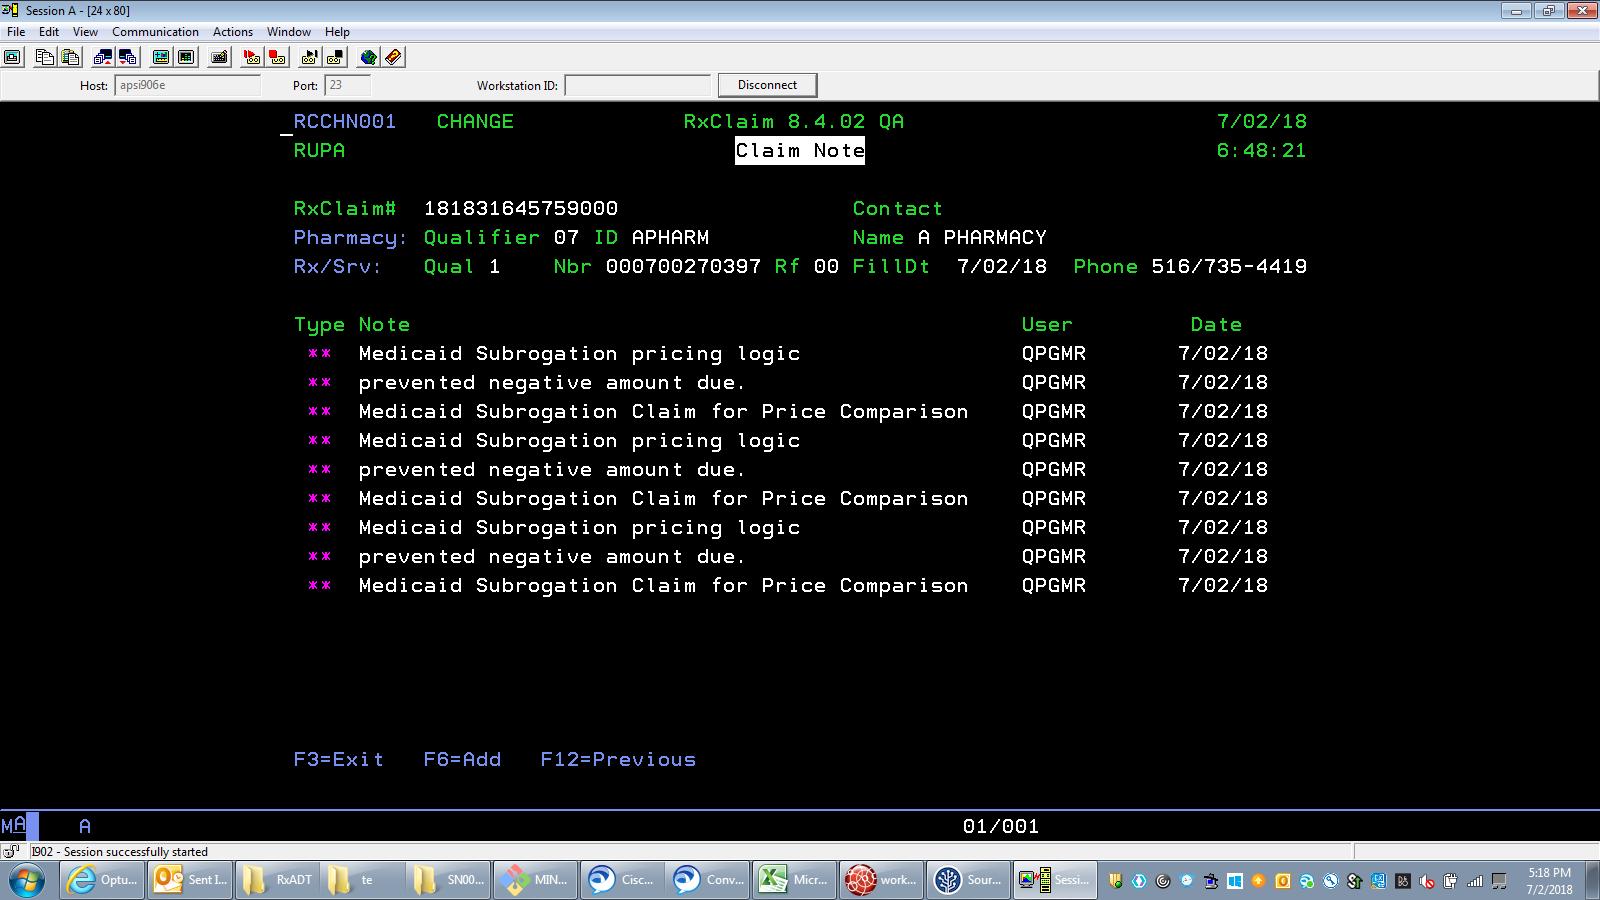 Session A - [24 x 80]
File Edit View Communication Actions Window Help
Host: apsi906e Port: 23 Workstation ID: Disconnect
RCCHN001 CHANGE RxClaim 8.4.02 QA 7/02/18
RUPA Claim Note 6:48:21
RxClaim# 181831645759000 Contact
Pharmacy: Qualifier 07 ID APHARM Name A PHARMACY
Rx/Srv: Qual 1 Nbr 000700270397 Rf 00 FillDt 7/02/18 Phone 516/735-4419
Type Note User Date
** Medicaid Subrogation pricing logic QPGMR 7/02/18
** prevented negative amount due. QPGMR 7/02/18
** Medicaid Subrogation Claim for Price Comparison QPGMR 7/02/18
** Medicaid Subrogation pricing logic QPGMR 7/02/18
** prevented negative amount due. QPGMR 7/02/18
** Medicaid Subrogation Claim for Price Comparison QPGMR 7/02/18
** Medicaid Subrogation pricing logic QPGMR 7/02/18
** prevented negative amount due. QPGMR 7/02/18
** Medicaid Subrogation Claim for Price Comparison QPGMR 7/02/18
F3=Exit F6=Add F12=Previous
MA A 01/001
I902 - Session successfully started
Optu... Sent I... RxADT te SN00... MIN... Cisc... Conv... Micr... work... Sour... Sessi... 5:18 PM
7/2/2018